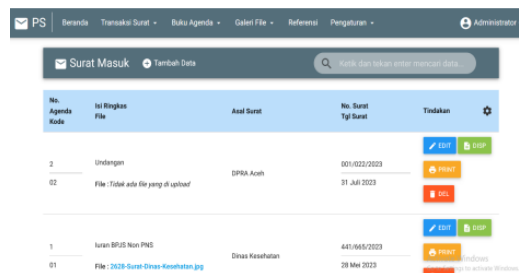 PS Beranda Transaksi Surat Buku Agenda Galeri File Referensi Pengaturan Administrator
Surat Masuk Tambah Data Ketik dan tekan enter mencari data...
No. Agenda Kode
Isi Ringkas File
Asal Surat
No. Surat Tgl Surat
Tindakan
2
02
Undangan
File : Tidak ada file yang di upload
DPRA Aceh
001/022/2023
31 Juli 2023
EDIT DISP
PRINT
DEL
1
01
Iuran BPJS Non PNS
File : 2628-Surat-Dinas-Kesehatan.jpg
Dinas Kesehatan
441/665/2023
28 Mei 2023
EDIT DISP
PRINT
to activate Windows.